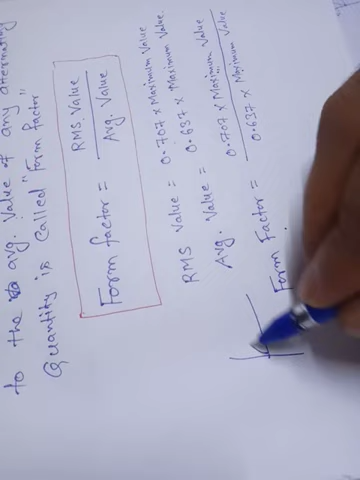 to the avg. Value of any alternating
Quantity is called "Form factor"
Form factor = RMS Value
Avg. Value
RMS Value = 0.707 x Maximum Value
Avg. Value = 0.637 x Maximum Value
Form Factor = 0.707 x Maximum Value
0.637 x Maximum Value